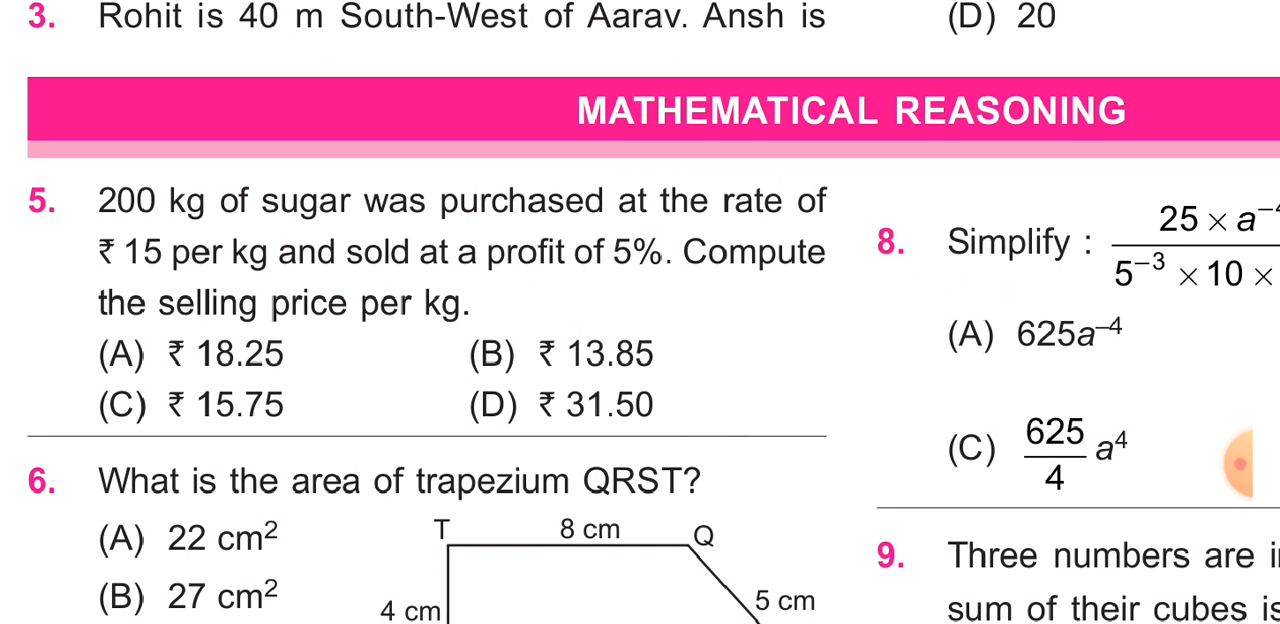 3. Rohit is 40 m South-West of Aarav. Ansh is
(D) 20
MATHEMATICAL REASONING
5. 200 kg of sugar was purchased at the rate of
₹ 15 per kg and sold at a profit of 5%. Compute
the selling price per kg.
(A) ₹ 18.25 (B) ₹ 13.85
(C) ₹ 15.75 (D) ₹ 31.50
6. What is the area of trapezium QRST?
(A) 22 cm²
(B) 27 cm²
T 8 cm Q
4 cm 5 cm
8. Simplify : 25 × a⁻
5⁻³ × 10 ×
(A) 625a⁻⁴
(C) 625/4 a⁴
9. Three numbers are
sum of their cubes is